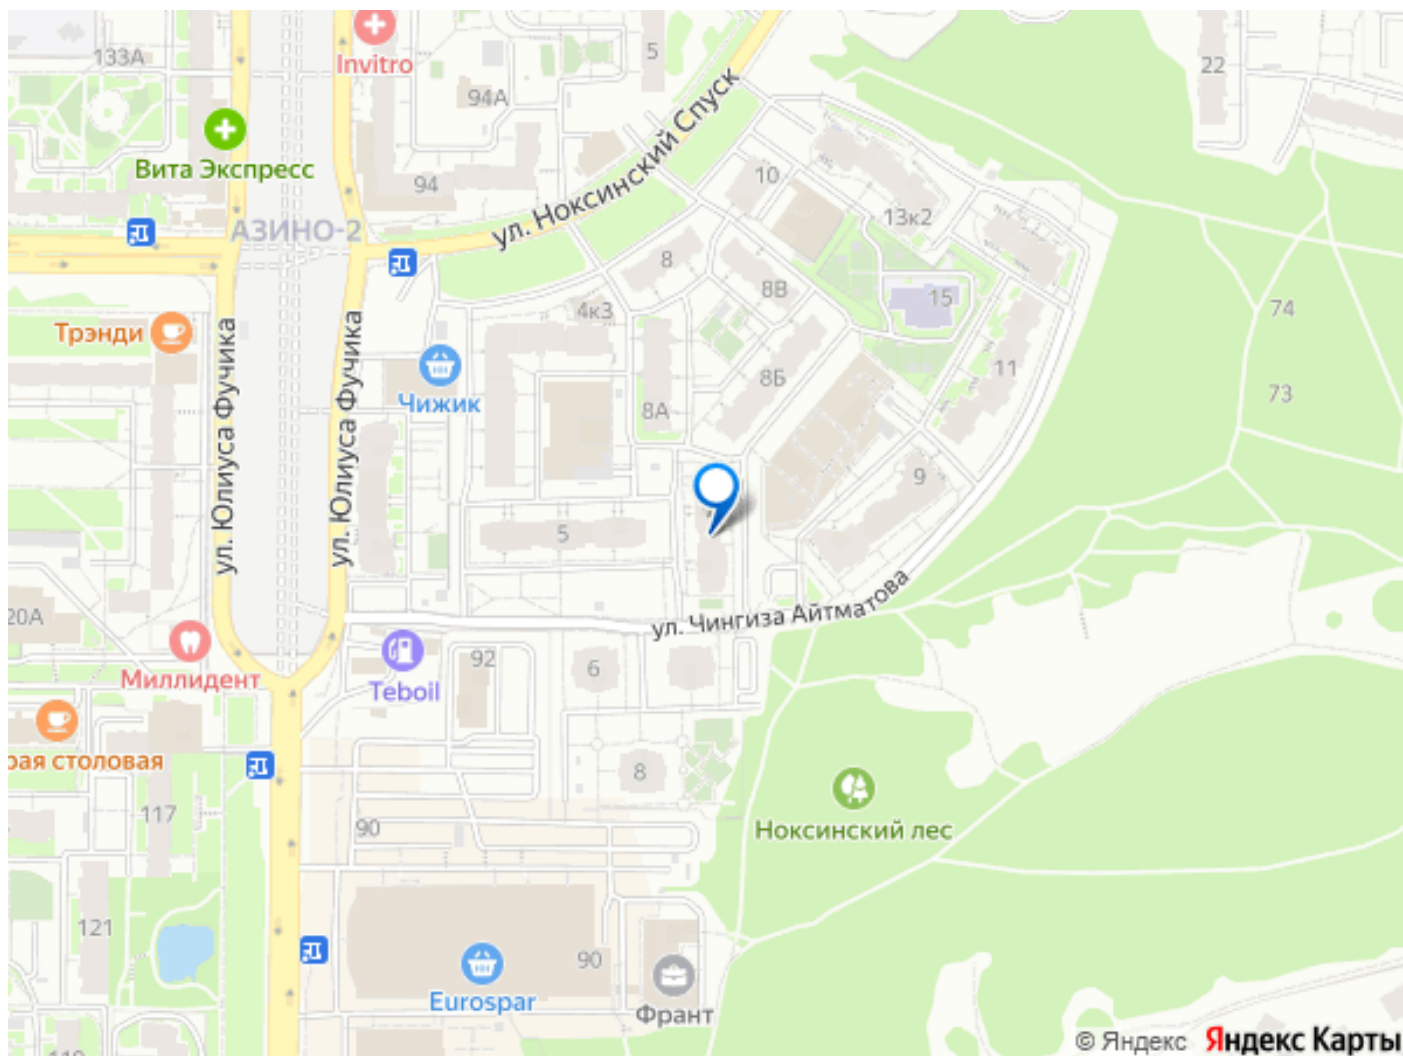 133А
Invitro
5
22
94А
Вита Экспресс
94
10
ул. Ноксинский Спуск
13к2
АЗИНО-2
8
8В
15
74
4к3
Трэнди
ул. Юлиуса Фучика
ул. Юлиуса Фучика
Чижик
8А
8Б
11
73
9
5
20А
ул. Чингиза Айтматова
Миллидент
Teboil
92
6
рая столовая
8
117
90
Ноксинский лес
121
Eurospar
90
Франт
© Яндекс Яндекс Карты